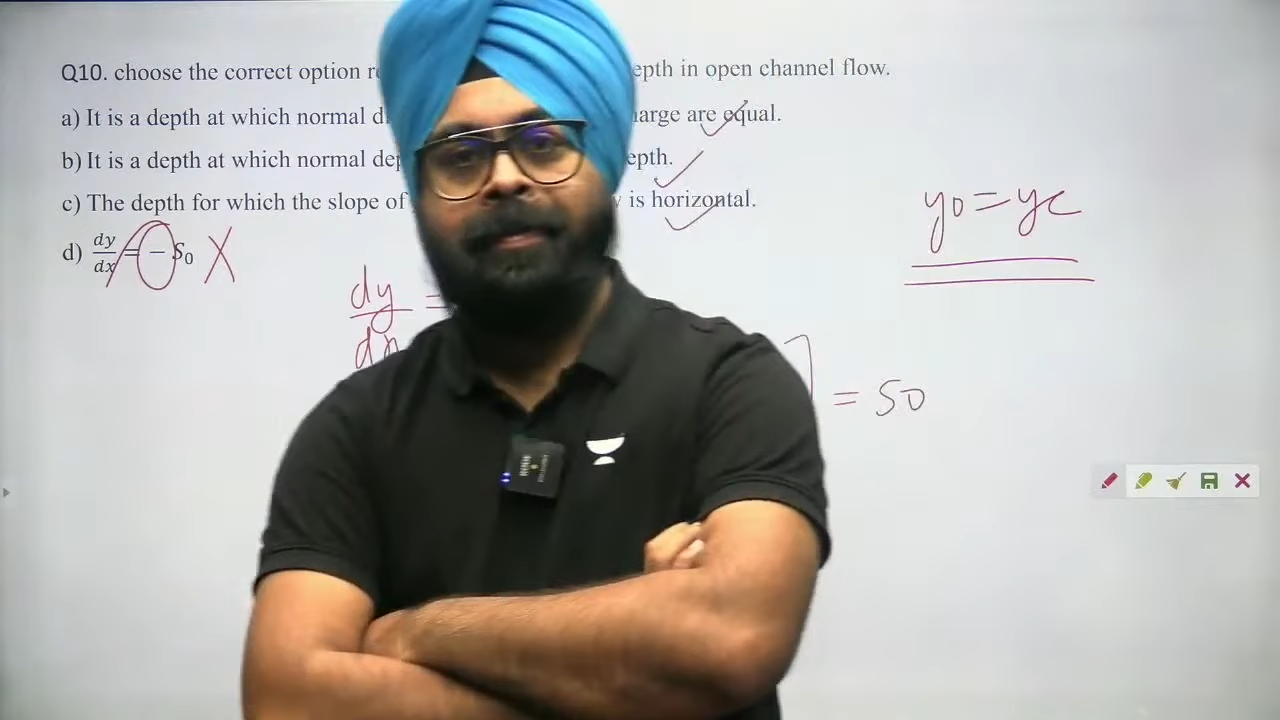 Q10. choose the correct option epth in open channel flow.
a) It is a depth at which normal d arge are equal.
b) It is a depth at which normal dep epth.
c) The depth for which the slope of is horizontal.
d) dy/dx = - S₀
y₀ = yc
dy/dx =
] = S₀